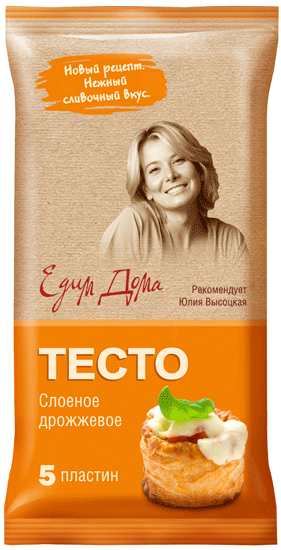 Новый рецепт.
Нежный
сливочный вкус.
Едим Дома
Рекомендует
Юлия Высоцкая
ТЕСТО
Слоеное
дрожжевое
5 пластин